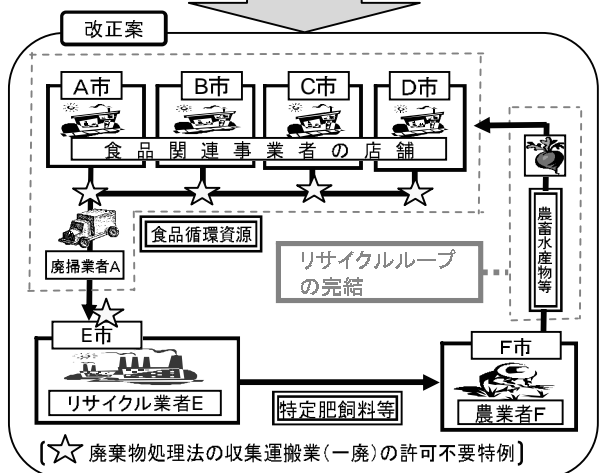 改正案
A市
B市
C市
D市
食品関連事業者の店舗
廃掃業者A
食品循環資源
リサイクルループ
の完結
農畜水産物等
E市
リサイクル業者E
特定肥飼料等
F市
農業者F
〔☆廃棄物処理法の収集運搬業(一廃)の許可不要特例〕